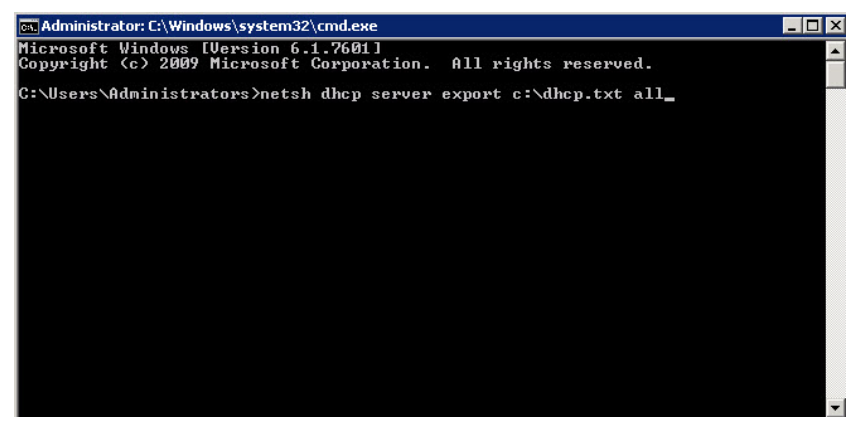 Administrator: C:\Windows\system32\cmd.exe
Microsoft Windows [Version 6.1.7601]
Copyright (c) 2009 Microsoft Corporation.  All rights reserved.
C:\Users\Administrators>netsh dhcp server export c:\dhcp.txt all_